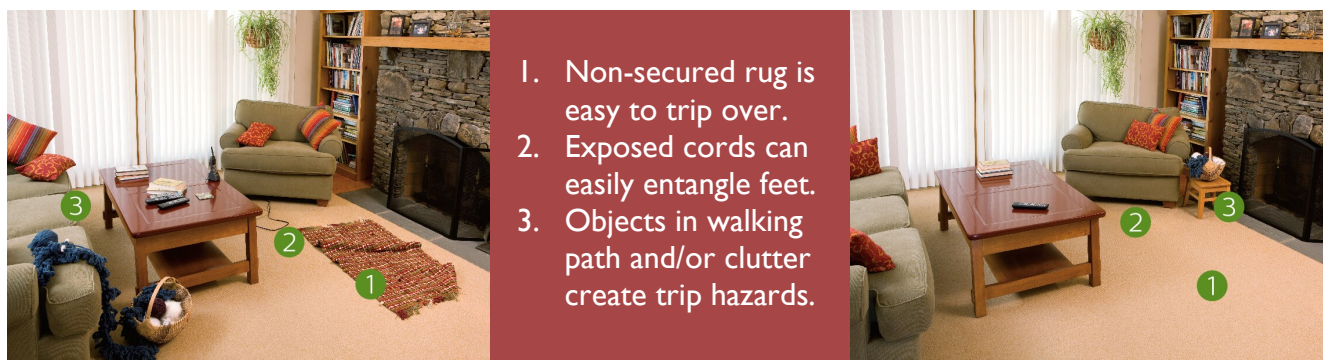 3
2
1
1. Non-secured rug is
easy to trip over.
2. Exposed cords can
easily entangle feet.
3. Objects in walking
path and/or clutter
create trip hazards.
2
3
1